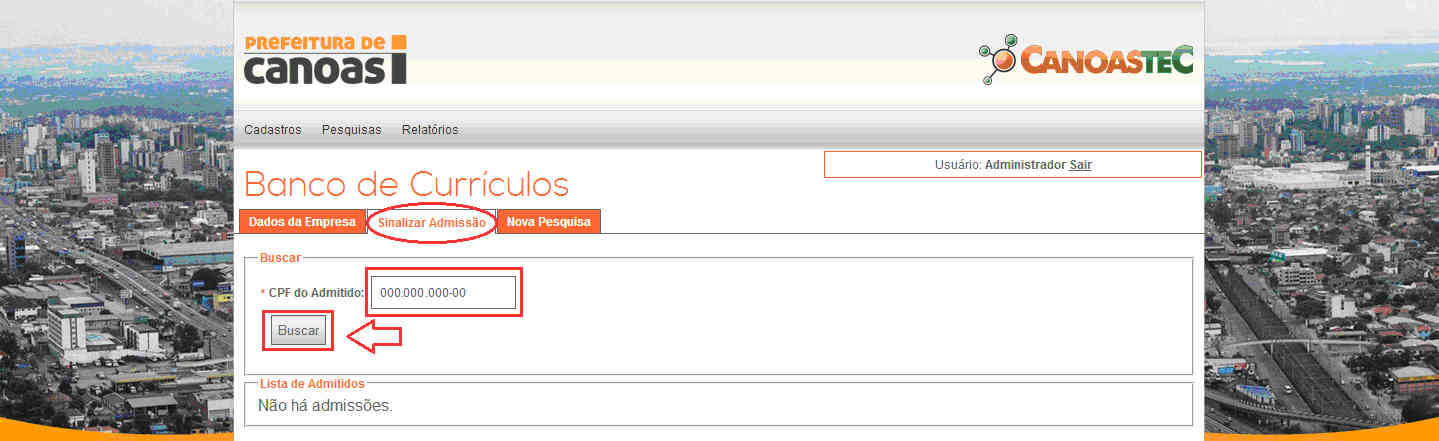 PREFEITURA DE
canoas
CANOASTEC
Cadastros Pesquisas Relatórios
Usuário: Administrador Sair
Banco de Currículos
Dados da Empresa Sinalizar Admissão Nova Pesquisa
Buscar
* CPF do Admitido: 000.000.000-00
Buscar
Lista de Admitidos
Não há admissões.